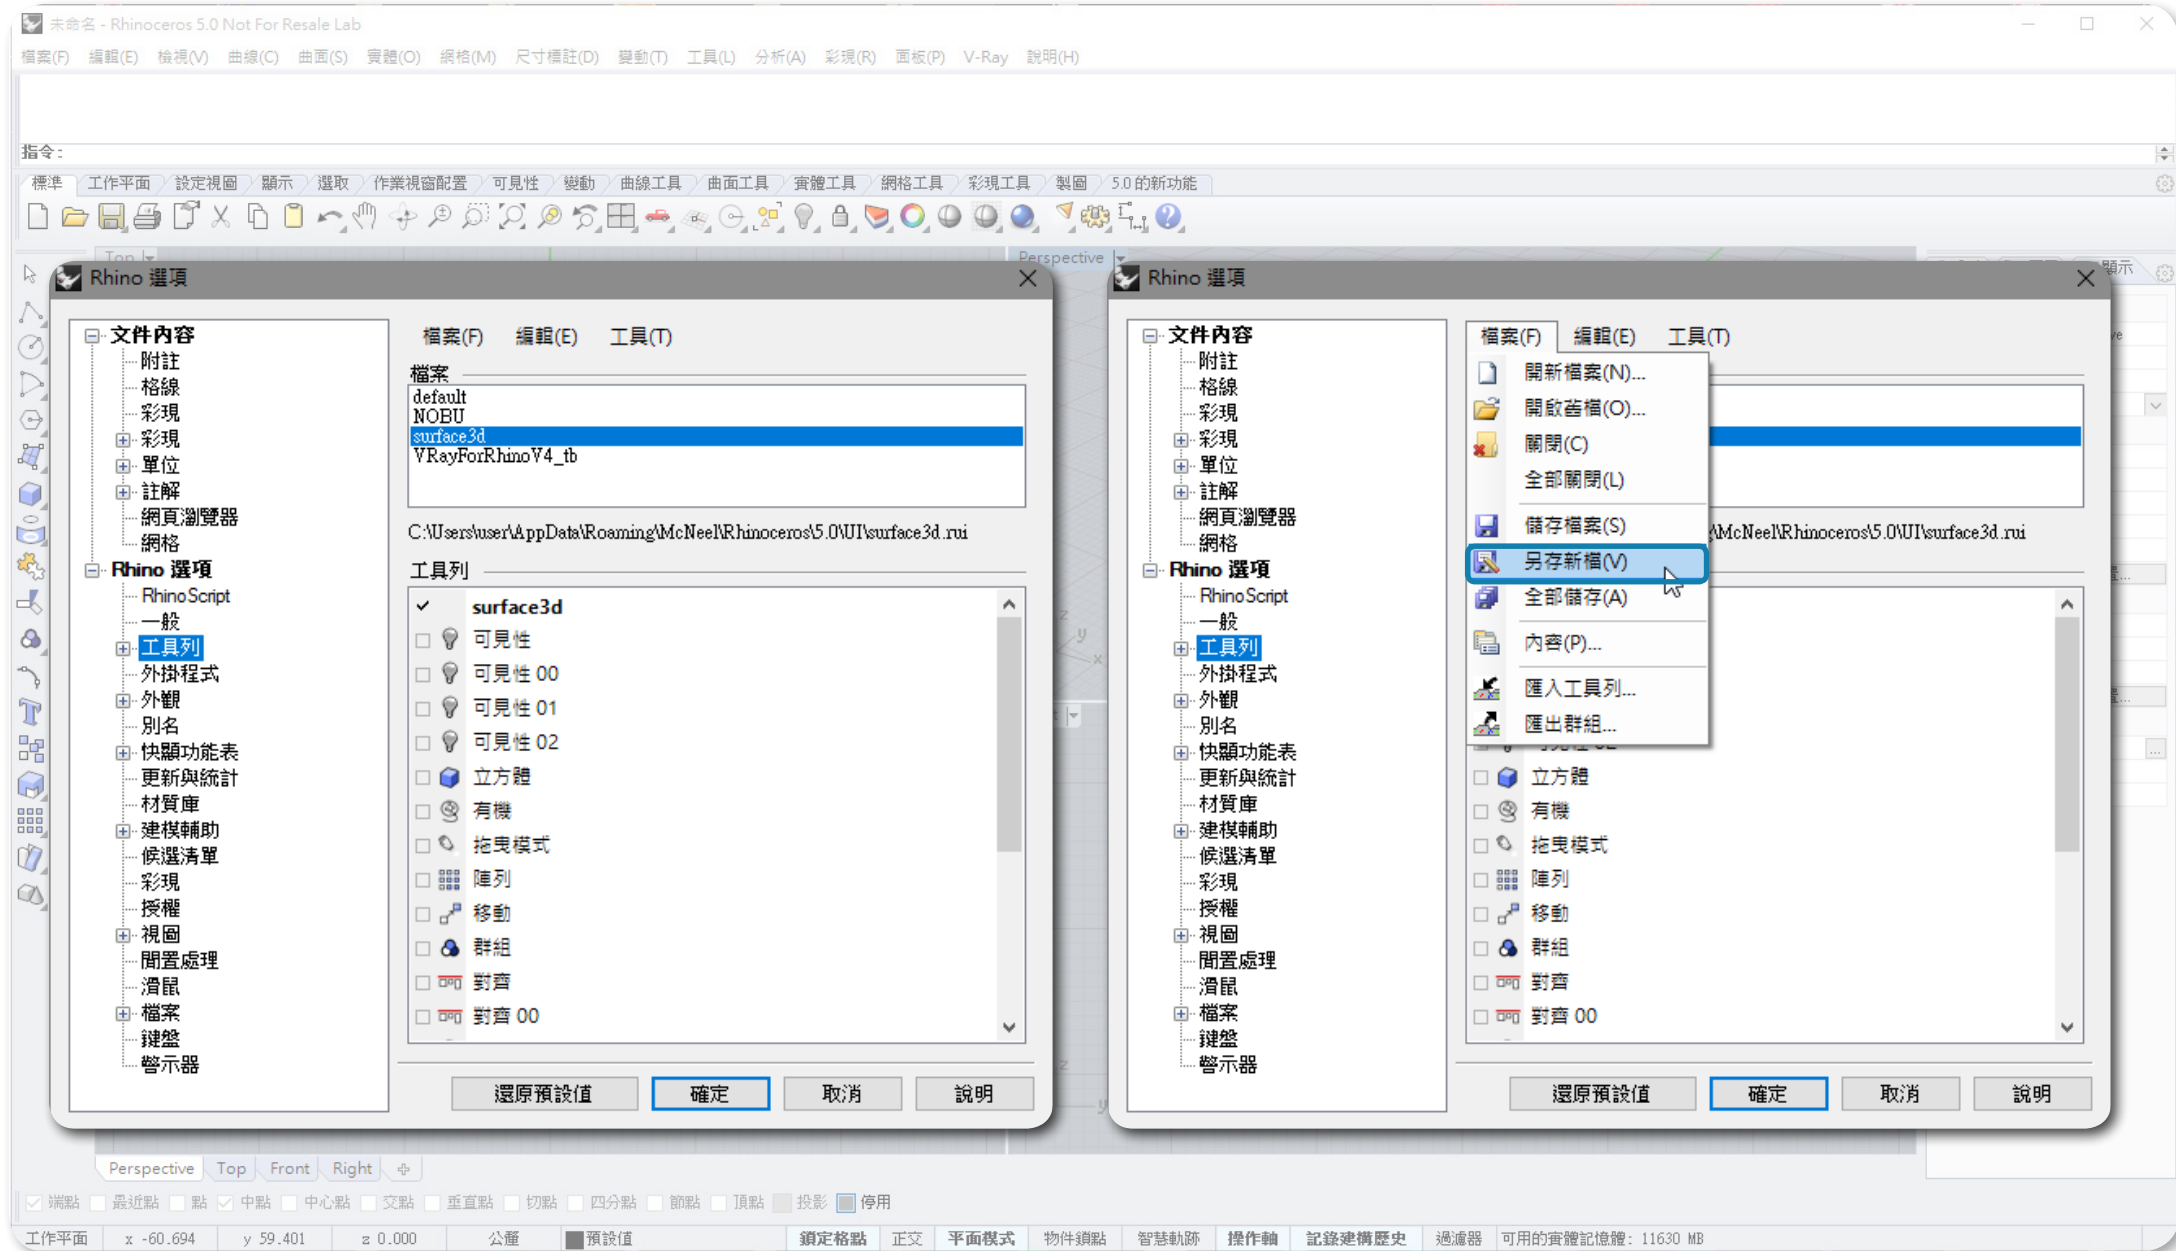 未命名 - Rhinoceros 5.0 Not For Resale Lab
檔案(F) 編輯(E) 檢視(V) 曲線(C) 曲面(S) 實體(O) 網格(M) 尺寸標註(D) 變動(T) 工具(L) 分析(A) 彩現(R) 面板(P) V-Ray 說明(H)
指令:
標準 工作平面 設定視圖 顯示 選取 作業視窗配置 可見性 變動 曲線工具 曲面工具 實體工具 網格工具 彩現工具 製圖 5.0 的新功能
Top
Perspective
顯示
Rhino 選項
文件內容
附註
格線
彩現
彩現
單位
註解
網頁瀏覽器
網格
Rhino 選項
RhinoScript
一般
工具列
外掛程式
外觀
別名
快顯功能表
更新與統計
材質庫
建模輔助
候選清單
彩現
授權
視圖
閒置處理
滑鼠
檔案
鍵盤
警示器
檔案(F) 編輯(E) 工具(T)
檔案
default
NOBU
surface3d
VRayForRhinoV4_tb
C:\Users\user\AppData\Roaming\McNeel\Rhinoceros\5.0\UI\surface3d.rui
工具列
surface3d
可見性
可見性 00
可見性 01
可見性 02
立方體
有機
拖曳模式
陣列
移動
群組
對齊
對齊 00
還原預設值 確定 取消 說明
Rhino 選項
文件內容
附註
格線
彩現
彩現
單位
註解
網頁瀏覽器
網格
Rhino 選項
RhinoScript
一般
工具列
外掛程式
外觀
別名
快顯功能表
更新與統計
材質庫
建模輔助
候選清單
彩現
授權
視圖
閒置處理
滑鼠
檔案
鍵盤
警示器
檔案(F) 編輯(E) 工具(T)
開新檔案(N)...
開啟舊檔(O)...
關閉(C)
全部關閉(L)
儲存檔案(S)
另存新檔(V)
全部儲存(A)
內容(P)...
匯入工具列...
匯出群組...
\McNeel\Rhinoceros\5.0\UI\surface3d.rui
立方體
有機
拖曳模式
陣列
移動
群組
對齊
對齊 00
還原預設值 確定 取消 說明
z
y
x
z
y
Perspective Top Front Right
端點 最近點 點 中點 中心點 交點 垂直點 切點 四分點 節點 頂點 投影 停用
工作平面 x -60.694 y 59.401 z 0.000 公釐 預設值 鎖定格點 正交 平面模式 物件鎖點 智慧軌跡 操作軸 記錄建構歷史 過濾器 可用的實體記憶體: 11630 MB